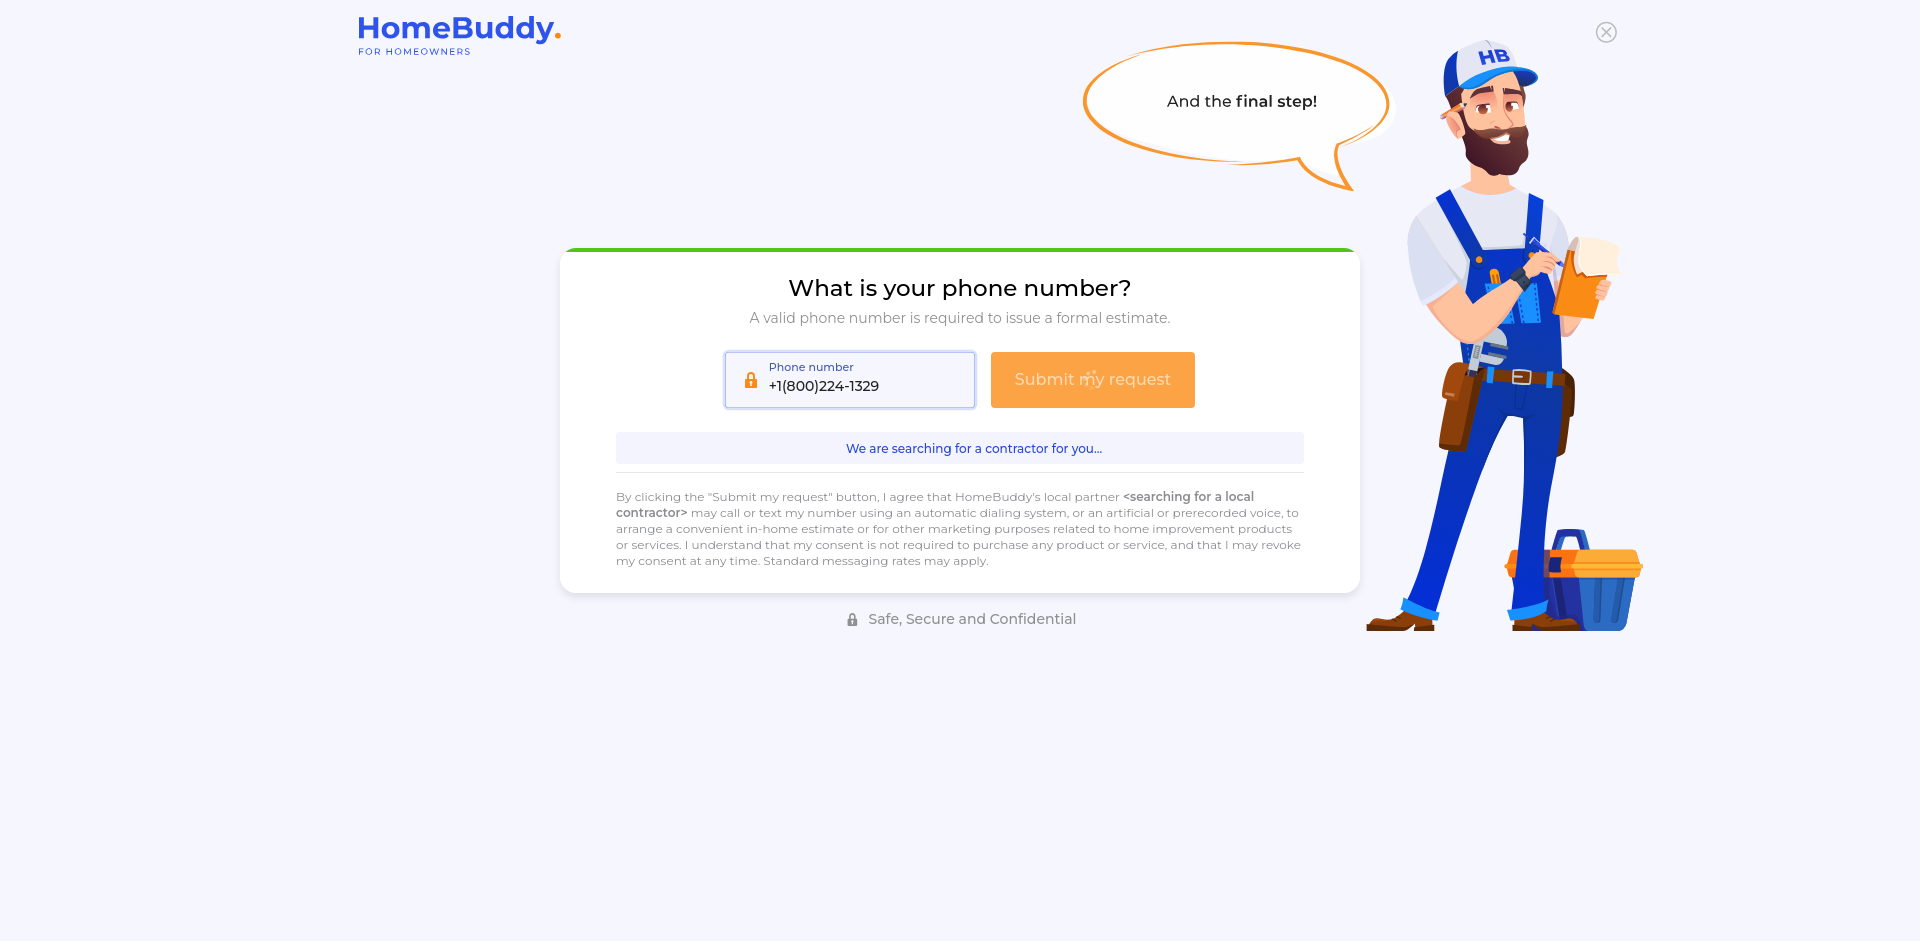 HomeBuddy.
FOR HOMEOWNERS
HB
And the final step!
What is your phone number?
A valid phone number is required to issue a formal estimate.
Phone number
+1(800)224-1329
Submit my request
We are searching for a contractor for you...
By clicking the "Submit my request" button, I agree that HomeBuddy's local partner <searching for a local
contractor> may call or text my number using an automatic dialing system, or an artificial or prerecorded voice, to
arrange a convenient in-home estimate or for other marketing purposes related to home improvement products
or services. I understand that my consent is not required to purchase any product or service, and that I may revoke
my consent at any time. Standard messaging rates may apply.
Safe, Secure and Confidential